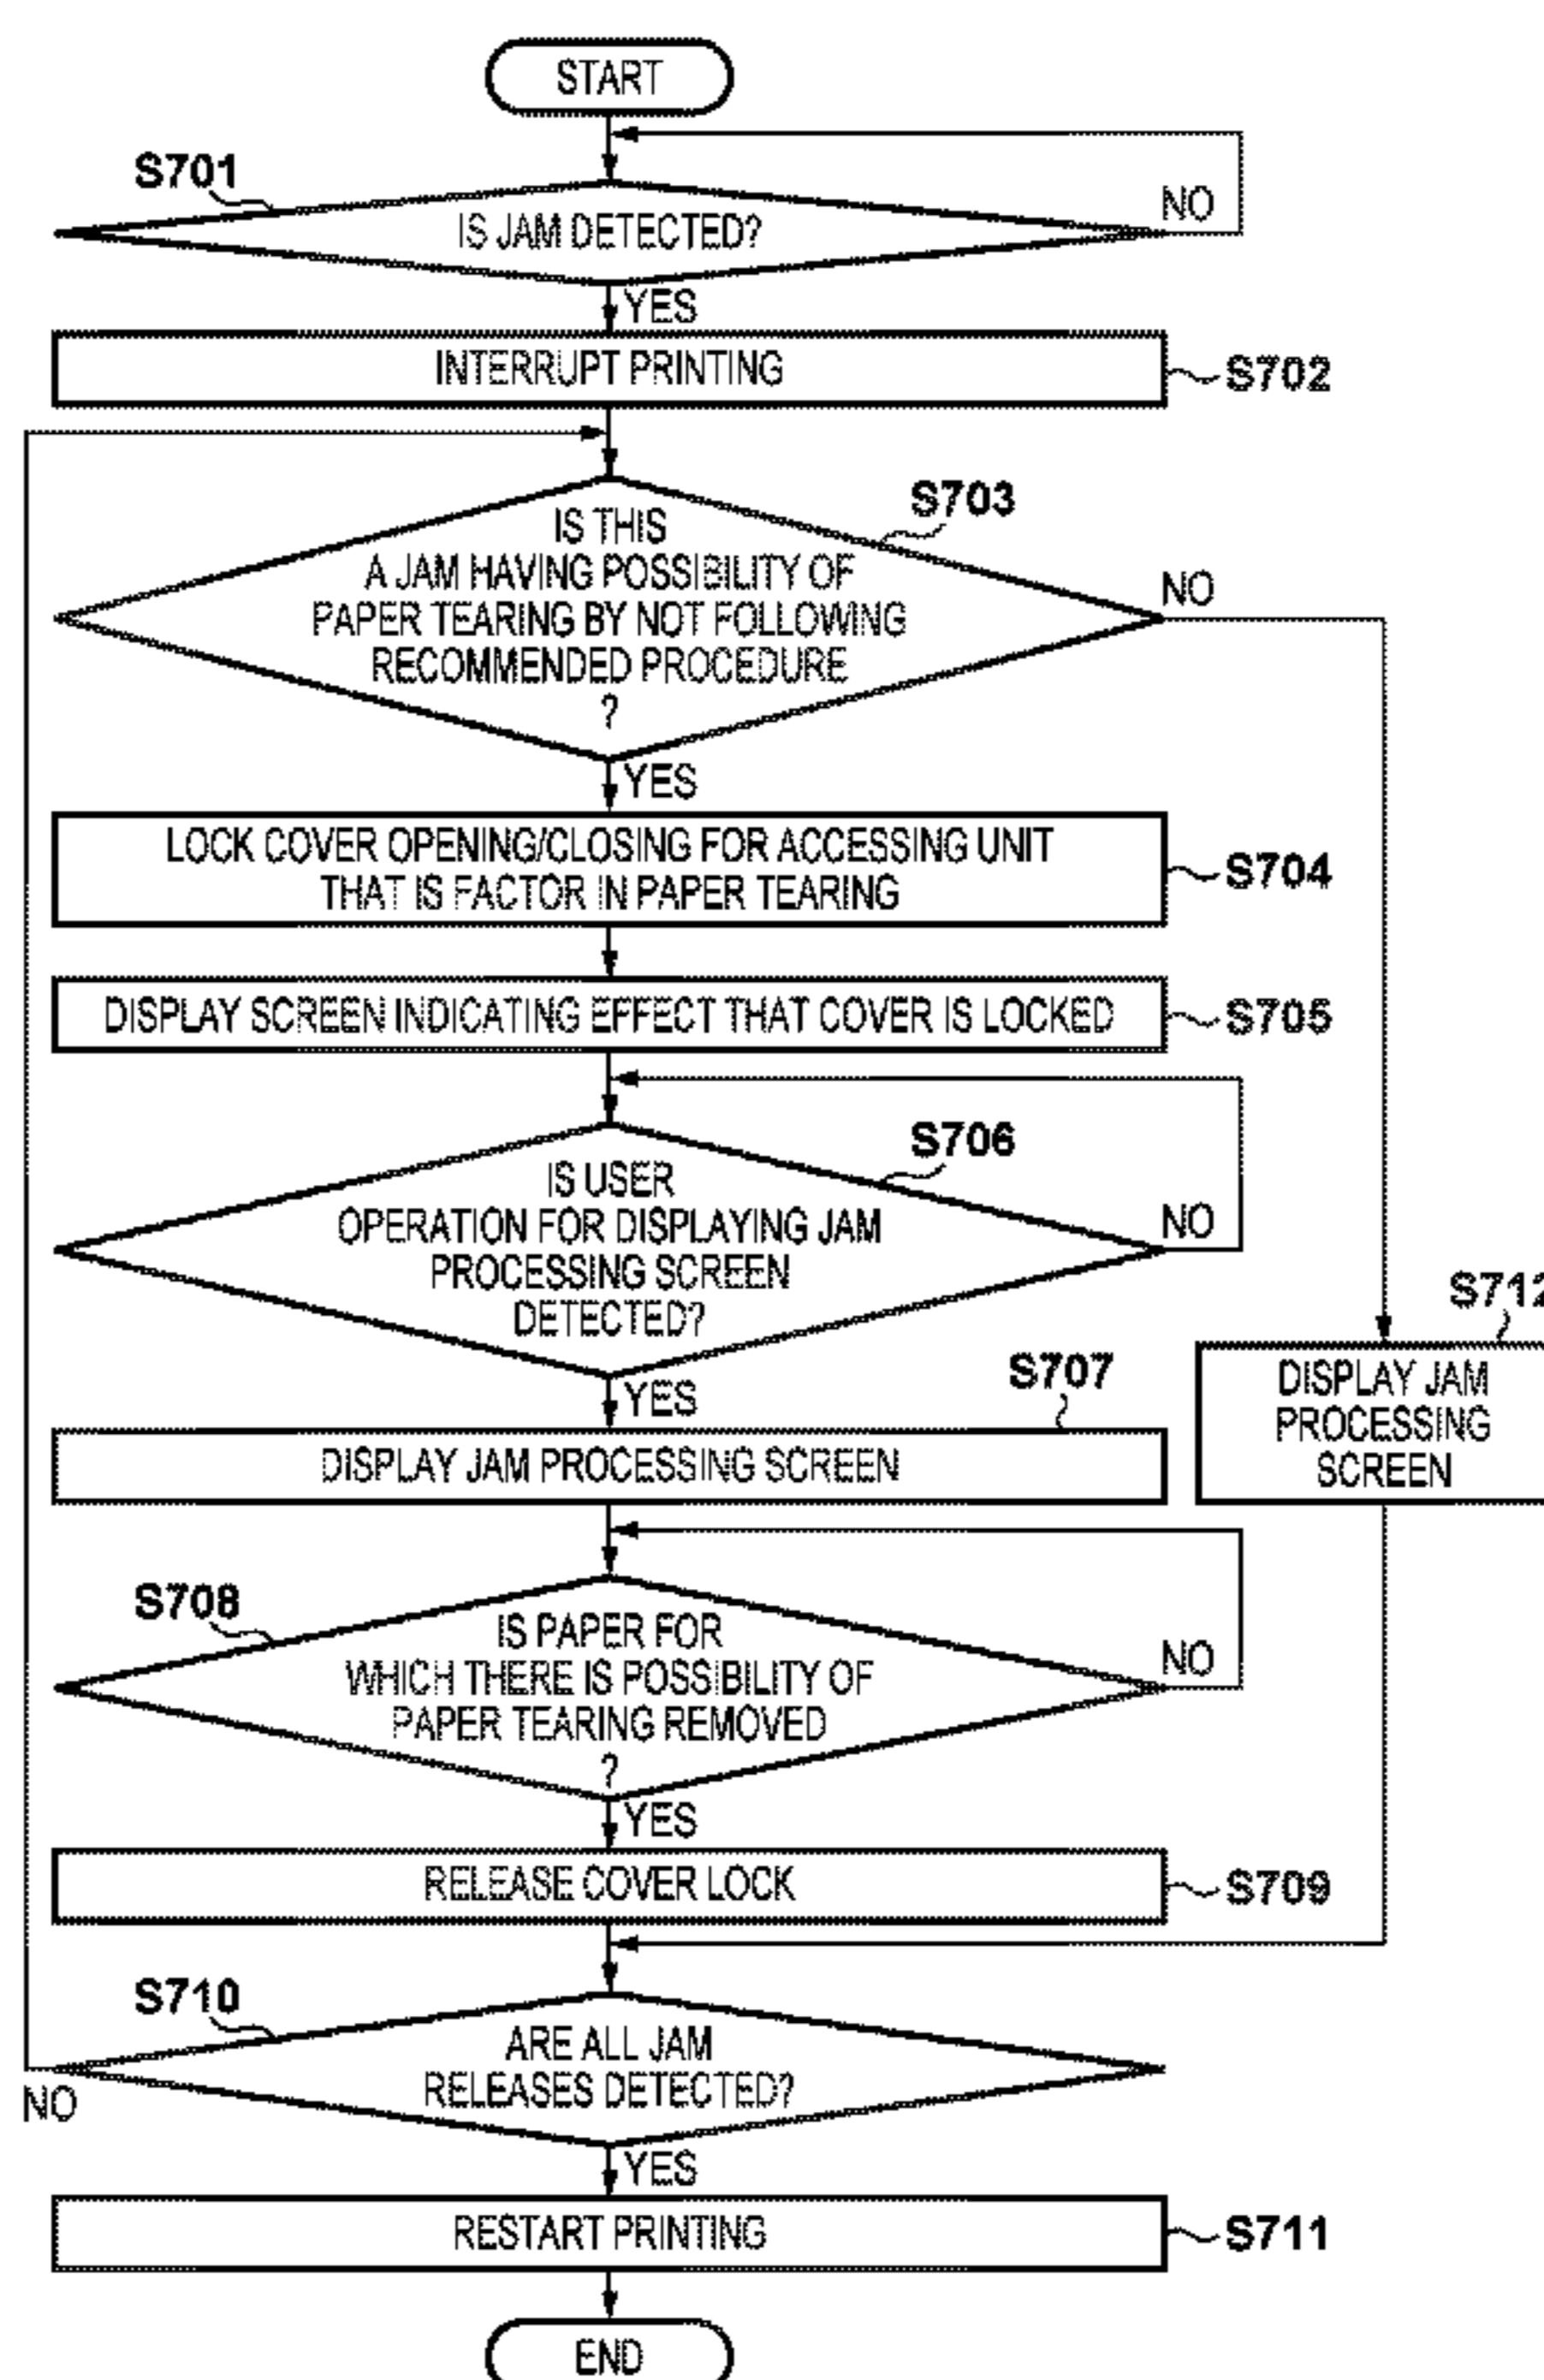 START
S701
IS JAM DETECTED?
NO
YES
INTERRUPT PRINTING
S702
S703
IS THIS
A JAM HAVING POSSIBILITY OF
PAPER TEARING BY NOT FOLLOWING
RECOMMENDED PROCEDURE
?
NO
YES
LOCK COVER OPENING/CLOSING FOR ACCESSING UNIT
THAT IS FACTOR IN PAPER TEARING
S704
DISPLAY SCREEN INDICATING EFFECT THAT COVER IS LOCKED
S705
S706
IS USER
OPERATION FOR DISPLAYING JAM
PROCESSING SCREEN
DETECTED?
NO
YES
S707
DISPLAY JAM PROCESSING SCREEN
S712
DISPLAY JAM
PROCESSING
SCREEN
S708
IS PAPER FOR
WHICH THERE IS POSSIBILITY OF
PAPER TEARING REMOVED
?
NO
YES
RELEASE COVER LOCK
S709
S710
ARE ALL JAM
RELEASES DETECTED?
NO
YES
RESTART PRINTING
S711
END